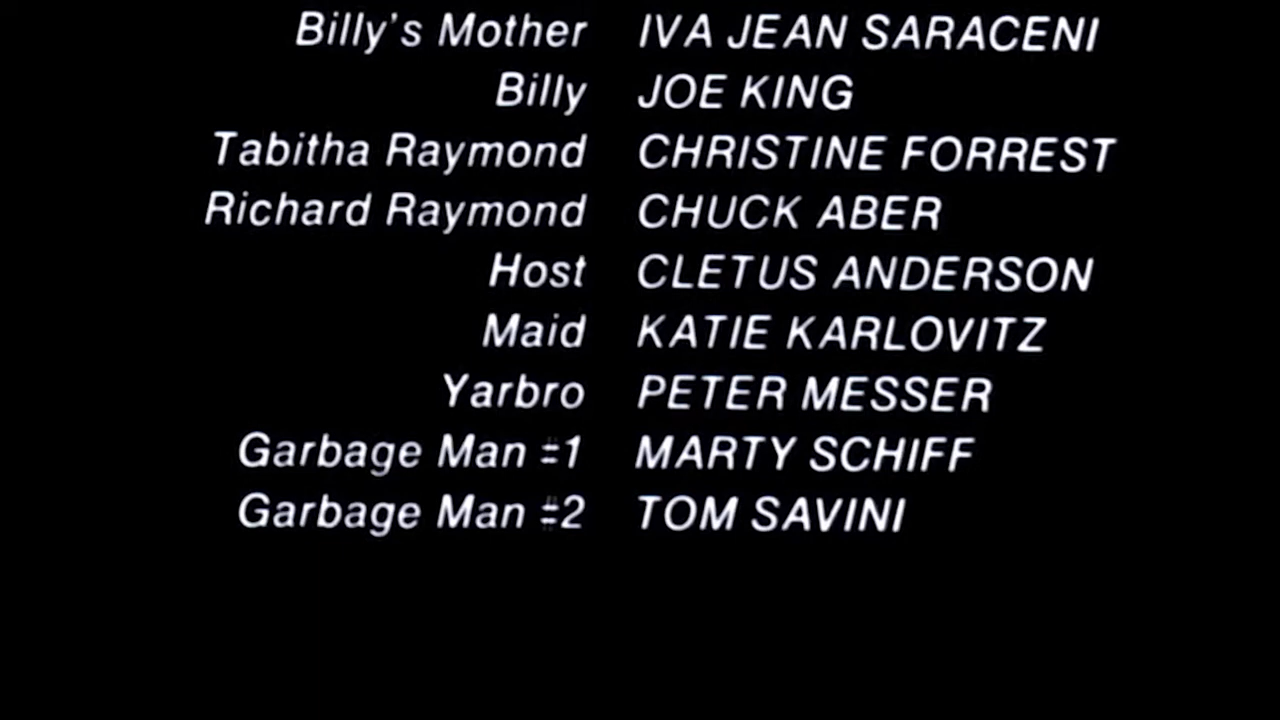 Billy's Mother IVA JEAN SARACENI
Billy JOE KING
Tabitha Raymond CHRISTINE FORREST
Richard Raymond CHUCK ABER
Host CLETUS ANDERSON
Maid KATIE KARLOVITZ
Yarbro PETER MESSER
Garbage Man #1 MARTY SCHIFF
Garbage Man #2 TOM SAVINI